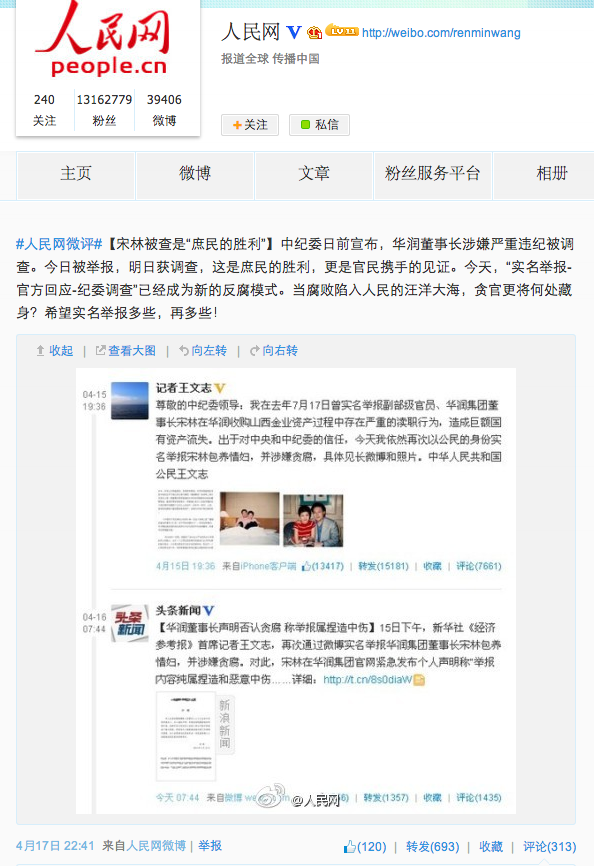 人民网
people.cn
240
13162779
39406
关注
粉丝
微博
人民网 V LV 11 http://weibo.com/renminwang
报道全球 传播中国
+关注
私信
主页
微博
文章
粉丝服务平台
相册
#人民网微评#【宋林被查是“庶民的胜利”】中纪委日前宣布，华润董事长涉嫌严重违纪被调
查。今日被举报，明日获调查，这是庶民的胜利，更是官民携手的见证。今天，“实名举报-
官方回应-纪委调查”已经成为新的反腐模式。当腐败陷入人民的汪洋大海，贪官更将何处藏
身？希望实名举报多些，再多些！
收起 | 查看大图 | 向左转 | 向右转
04-15
19:36
记者王文志V
尊敬的中纪委领导：我在去年7月17日曾实名举报副部级官员、华润集团董
事长宋林在华润收购山西金业资产过程中存在严重的渎职行为，造成巨额国
有资产流失。出于对中央和中纪委的信任，今天我依然再次以公民的身份实
名举报宋林包养情妇，并涉嫌贪腐，具体见长微博和照片。中华人民共和国
公民王文志
4月15日 19:36 来自iPhone客户端 (13417) | 转发(15181) | 收藏 | 评论(7661)
04-16
07:44
头条
新闻
头条新闻V
【华润董事长声明否认贪腐 称举报属捏造中伤】15日下午，新华社《经济
参考报》首席记者王文志，再次通过微博实名举报华润集团董事长宋林包养
情妇，并涉嫌贪腐。对此，宋林在华润集团官网紧急发布个人声明称“举报
内容纯属捏造和恶意中伤……详细：http://t.cn/8s0diaW
新浪新闻
今天 07:44 来自微博 | 转发(1357) | 收藏 | 评论(1435)
@人民网
4月17日 22:41 来自人民网微博 | 举报
(120) | 转发(693) | 收藏 | 评论(313)